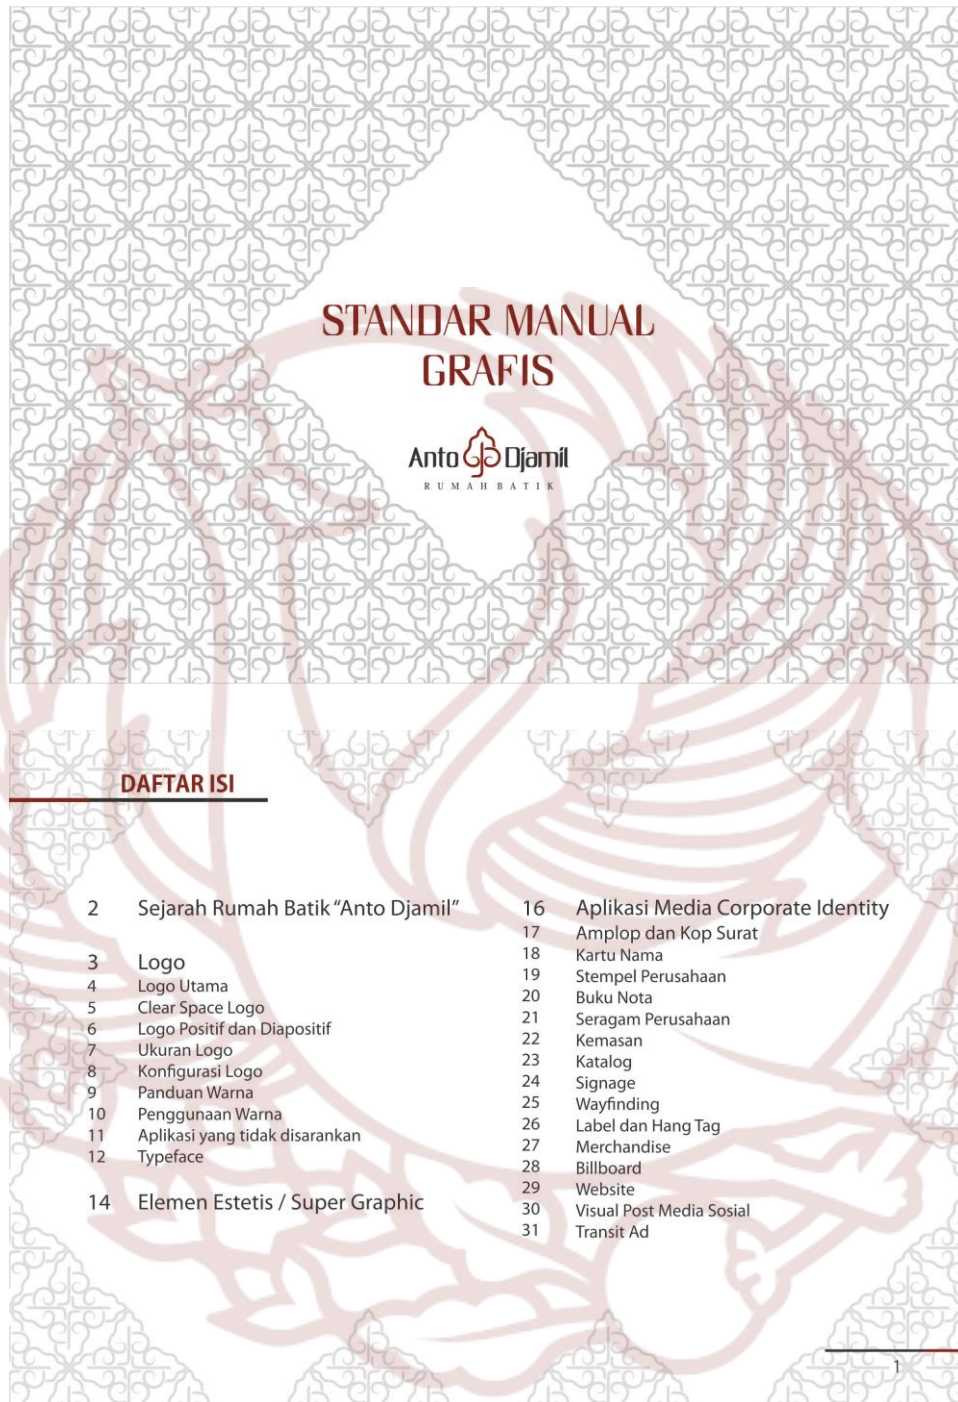 STANDAR MANUAL
GRAFIS
Anto Djamil
RUMAH BATIK
DAFTAR ISI
2 Sejarah Rumah Batik “Anto Djamil”
3 Logo
4 Logo Utama
5 Clear Space Logo
6 Logo Positif dan Diapositif
7 Ukuran Logo
8 Konfigurasi Logo
9 Panduan Warna
10 Penggunaan Warna
11 Aplikasi yang tidak disarankan
12 Typeface
14 Elemen Estetis / Super Graphic
16 Aplikasi Media Corporate Identity
17 Amplop dan Kop Surat
18 Kartu Nama
19 Stempel Perusahaan
20 Buku Nota
21 Seragam Perusahaan
22 Kemasan
23 Katalog
24 Signage
25 Wayfinding
26 Label dan Hang Tag
27 Merchandise
28 Billboard
29 Website
30 Visual Post Media Sosial
31 Transit Ad
1